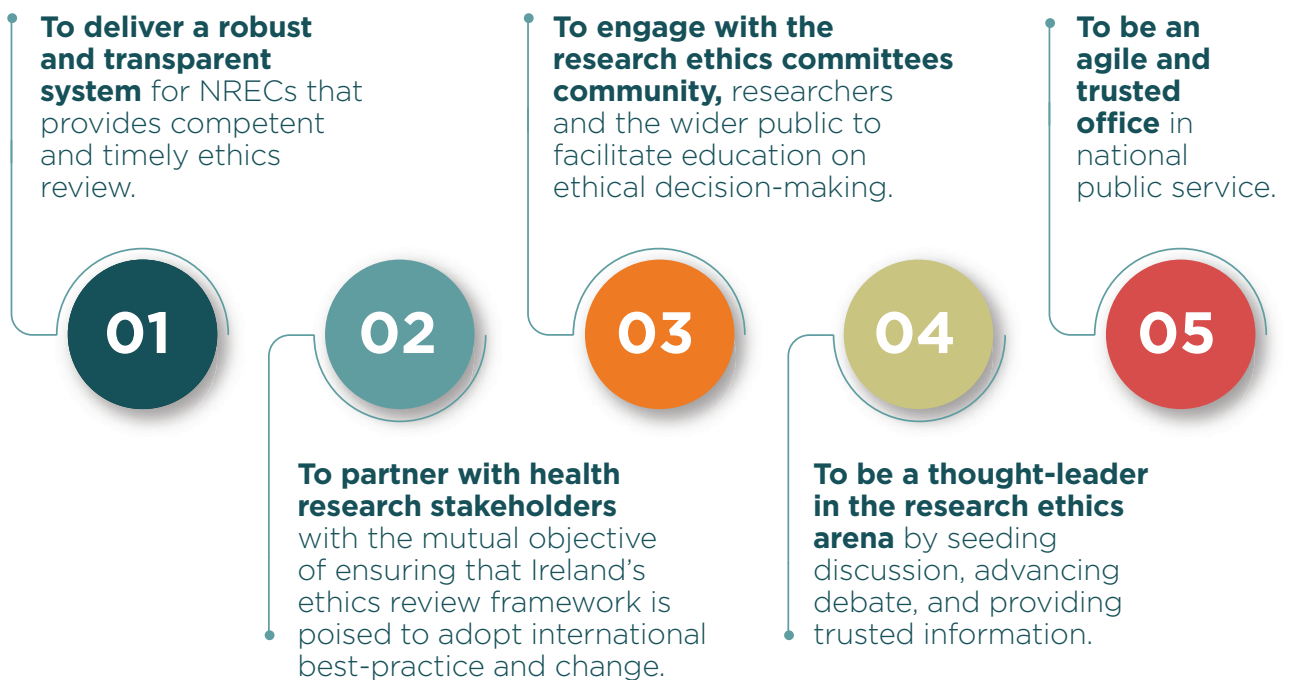 To deliver a robust
and transparent
system for NRECs that
provides competent
and timely ethics
review.
01
To partner with health
research stakeholders
with the mutual objective
of ensuring that Ireland’s
ethics review framework is
poised to adopt international
best-practice and change.
02
To engage with the
research ethics committees
community, researchers
and the wider public to
facilitate education on
ethical decision-making.
03
To be a thought-leader
in the research ethics
arena by seeding
discussion, advancing
debate, and providing
trusted information.
04
To be an
agile and
trusted
office in
national
public service.
05